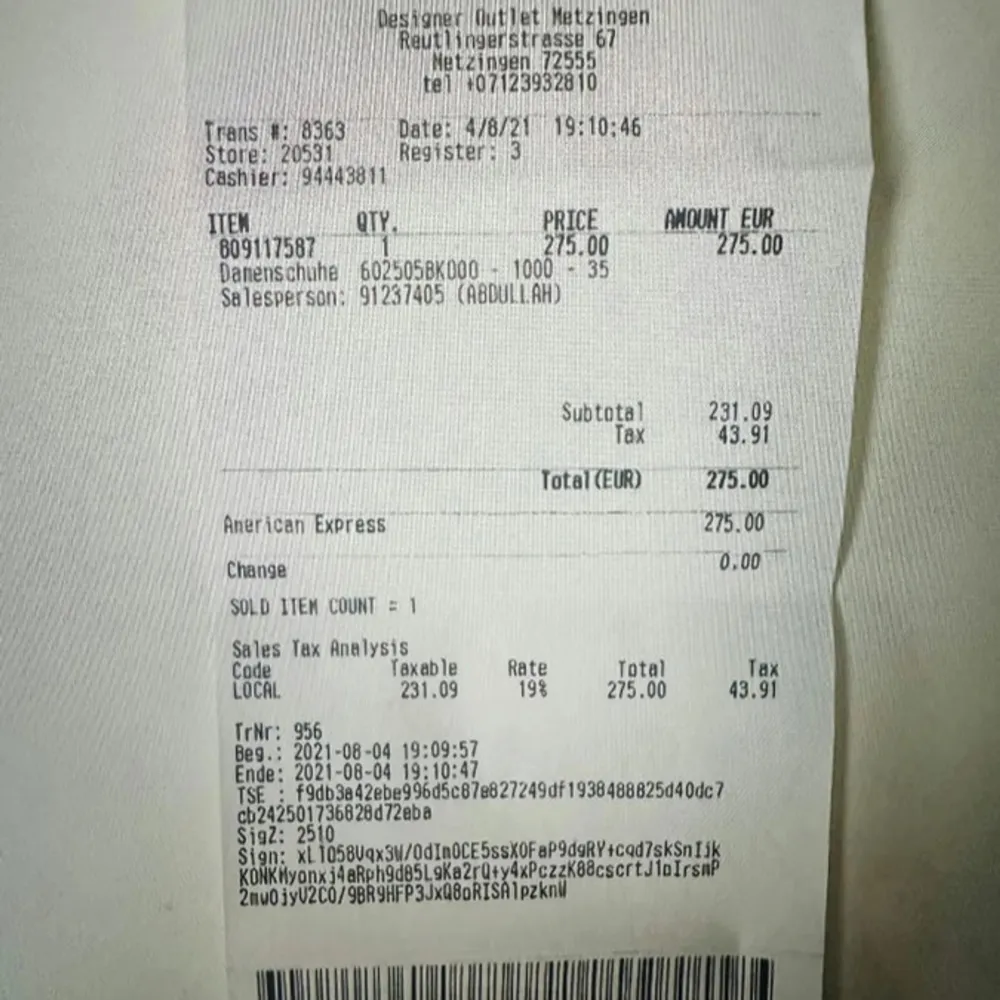 Designer Outlet Metzingen
Reutlingerstrasse 67
Metzingen 72555
tel +07123932810
Trans #: 8363 Date: 4/8/21 19:10:46
Store: 20531 Register: 3
Cashier: 94443811
ITEM QTY. PRICE AMOUNT EUR
809117587 1 275.00 275.00
Damenschuhe 602505BK000 - 1000 - 35
Salesperson: 91237405 (ABDULLAH)
Subtotal 231.09
Tax 43.91
Total(EUR) 275.00
American Express 275.00
Change 0.00
SOLD ITEM COUNT = 1
Sales Tax Analysis
Code Taxable Rate Total Tax
LOCAL 231.09 19% 275.00 43.91
TrNr: 956
Beg.: 2021-08-04 19:09:57
Ende: 2021-08-04 19:10:47
TSE : f9db3a42ebe996d5c87e827249df1938488825d40dc7
cb242501736828d72eba
SigZ: 2510
Sign: